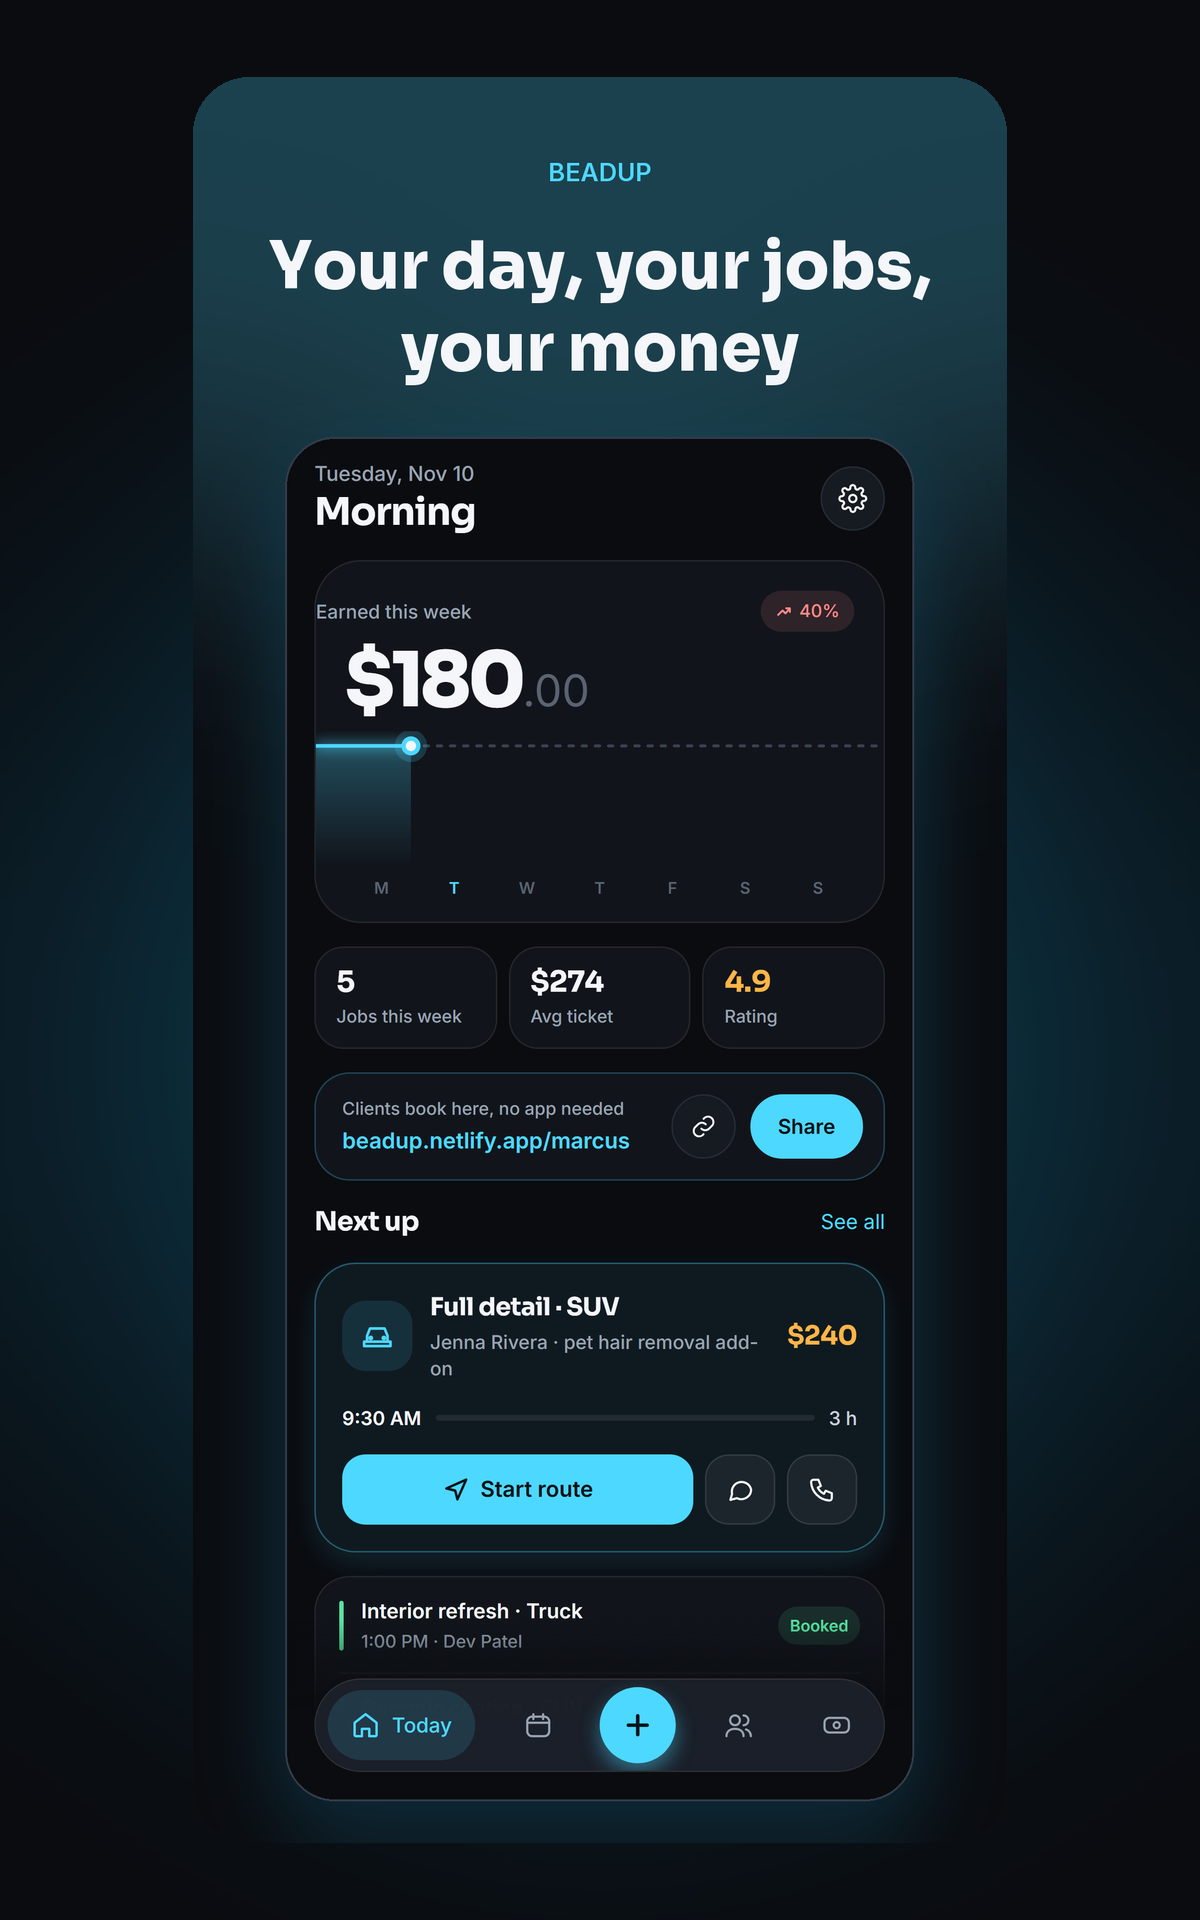 BEADUP
Your day, your jobs,
your money
Tuesday, Nov 10
Morning
Earned this week
40%
$180.00
M T W T F S S
5
Jobs this week
$274
Avg ticket
4.9
Rating
Clients book here, no app needed
beadup.netlify.app/marcus
Share
Next up
See all
Full detail · SUV
Jenna Rivera · pet hair removal add-
on
$240
9:30 AM
3 h
Start route
Interior refresh · Truck
1:00 PM · Dev Patel
Booked
Today